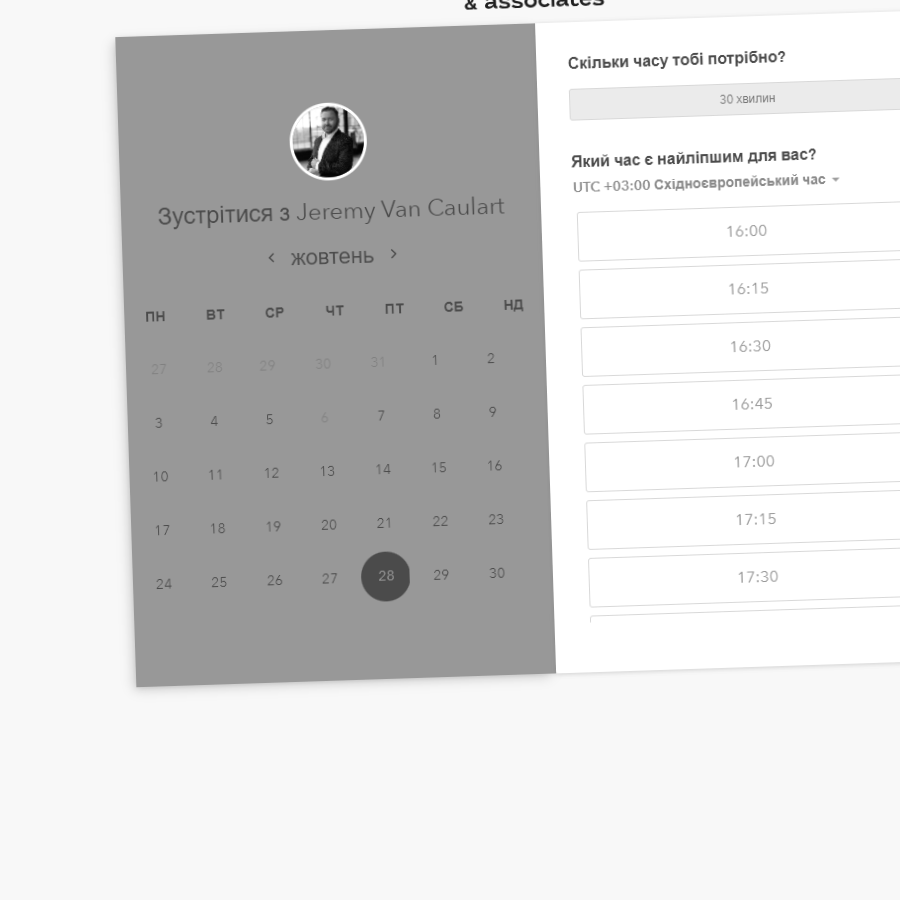 & associates
Зустрітися з Jeremy Van Caulart
жовтень
ПН ВТ СР ЧТ ПТ СБ НД
27 28 29 30 31 1 2
3 4 5 6 7 8 9
10 11 12 13 14 15 16
17 18 19 20 21 22 23
24 25 26 27 28 29 30
Скільки часу тобі потрібно?
30 хвилин
Який час є найліпшим для вас?
UTC +03:00 Східноєвропейський час
16:00
16:15
16:30
16:45
17:00
17:15
17:30